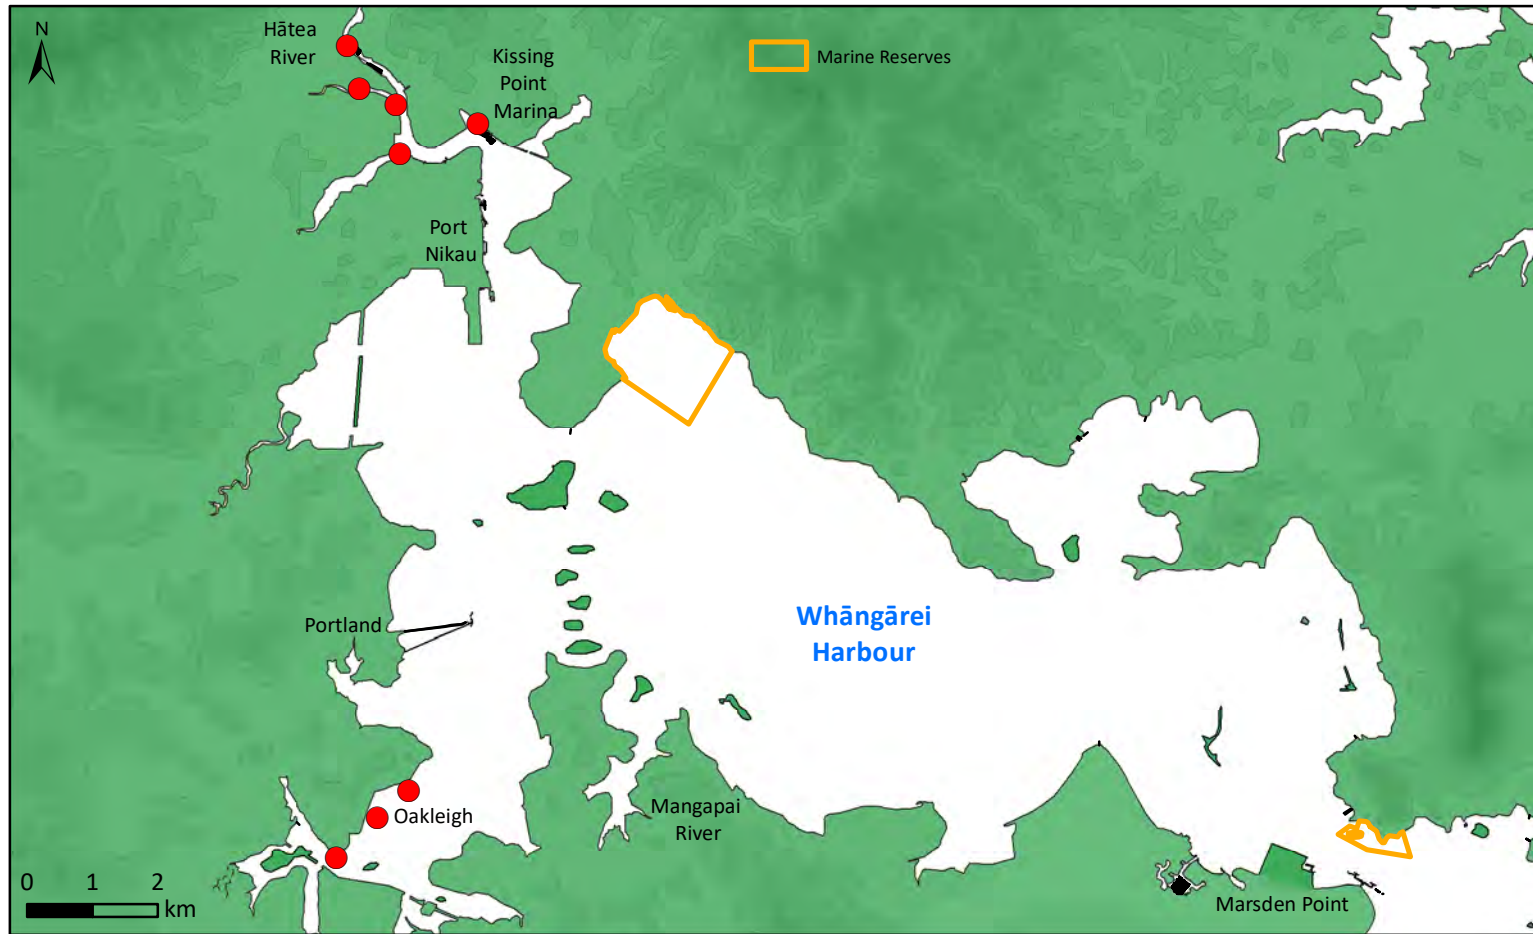 N
Hātea
River
Kissing
Point
Marina
Marine Reserves
Port
Nikau
Portland
Whāngārei
Harbour
Oakleigh
Mangapai
River
Marsden Point
0 1 2
km